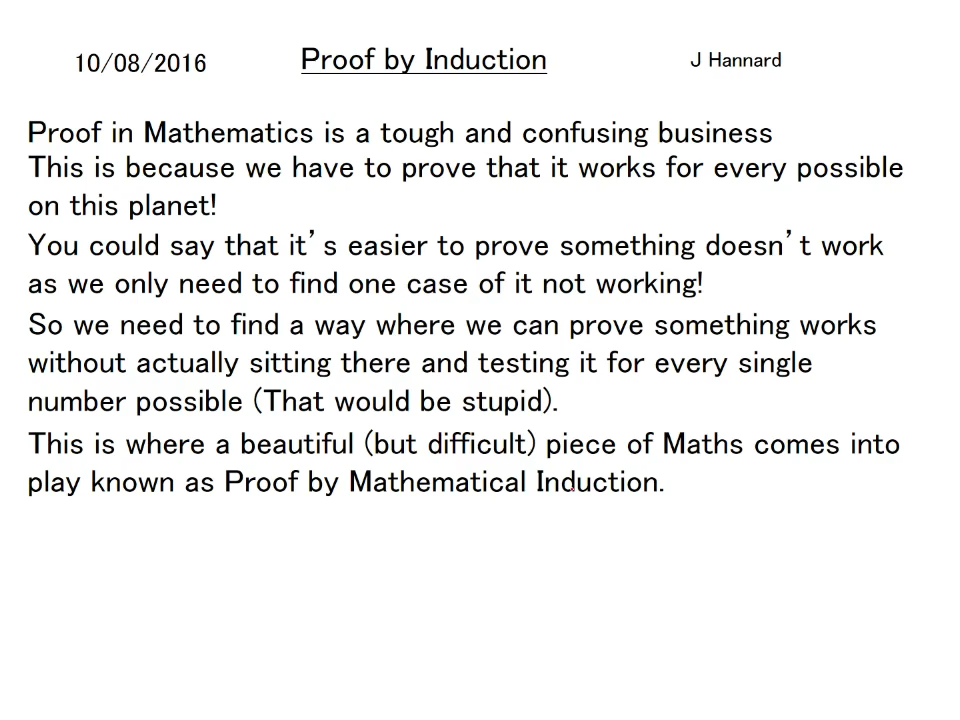 10/08/2016 Proof by Induction J Hannard
Proof in Mathematics is a tough and confusing business
This is because we have to prove that it works for every possible
on this planet!
You could say that it’s easier to prove something doesn’t work
as we only need to find one case of it not working!
So we need to find a way where we can prove something works
without actually sitting there and testing it for every single
number possible (That would be stupid).
This is where a beautiful (but difficult) piece of Maths comes into
play known as Proof by Mathematical Induction.